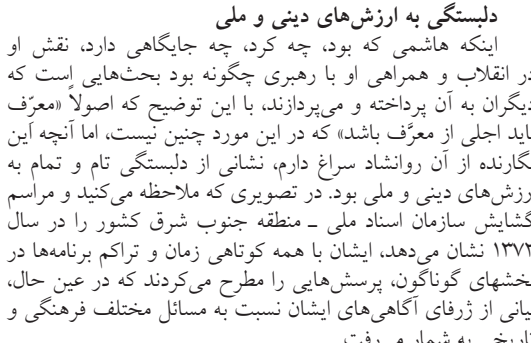 دلبستگی به ارزش‌های دینی و ملی
اینکه هاشمی که بود، چه کرد، چه جایگاهی دارد، نقش او
در انقلاب و همراهی او با رهبری چگونه بود بحث‌هایی است که
دیگران به آن پرداخته و می‌پردازند، با این توضیح که اصولاً «معرّف
باید اجلی از معرَّف باشد» که در این مورد چنین نیست، اما آنچه این
نگارنده از آن روانشاد سراغ دارم، نشانی از دلبستگی تام و تمام به
ارزش‌های دینی و ملی بود. در تصویری که ملاحظه می‌کنید و مراسم
گشایش سازمان اسناد ملی ـ منطقه جنوب شرق کشور را در سال
۱۳۷۲ نشان می‌دهد، ایشان با همه کوتاهی زمان و تراکم برنامه‌ها در
بخشهای گوناگون، پرسش‌هایی را مطرح می‌کردند که در عین حال،
بیانی از ژرفای آگاهی‌های ایشان نسبت به مسائل مختلف فرهنگی و
تاریخی به شمار می‌رفت